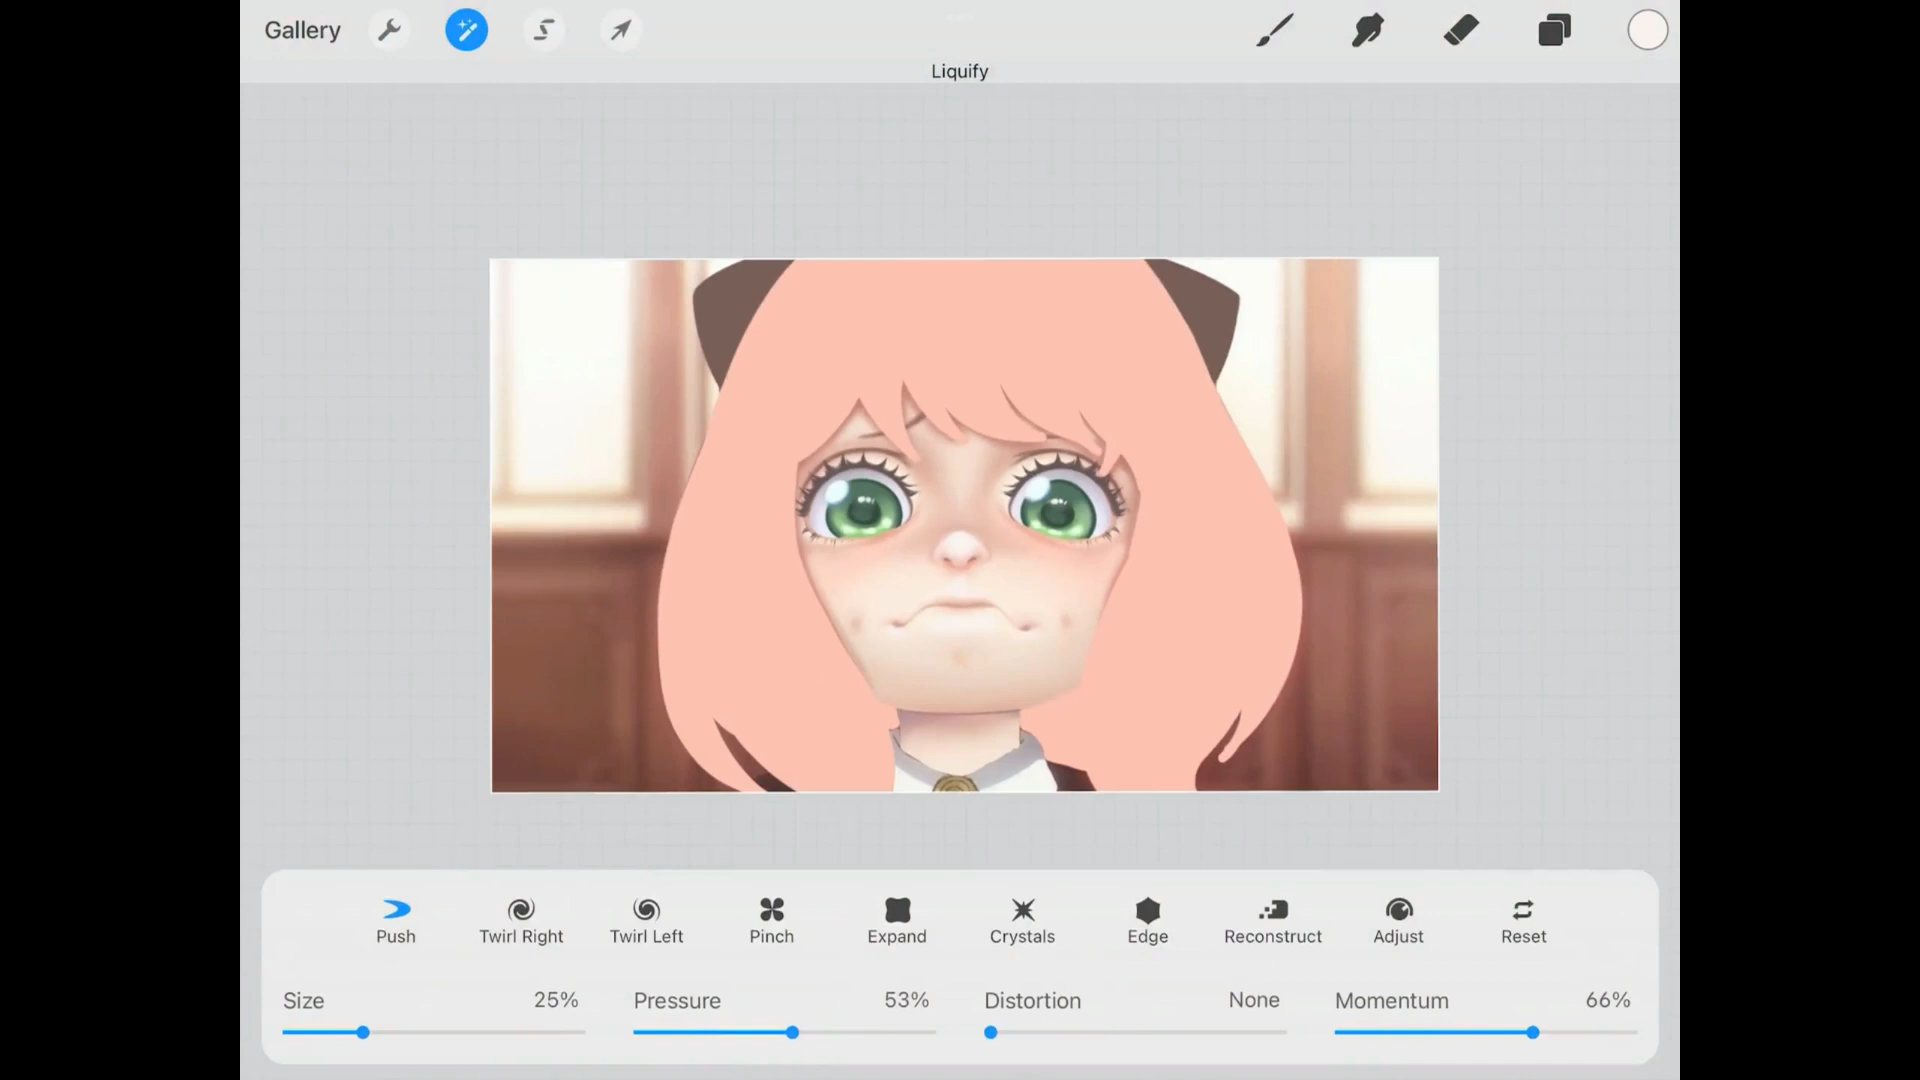 Gallery
Liquify
Push Twirl Right Twirl Left Pinch Expand Crystals Edge Reconstruct Adjust Reset
Size 25% Pressure 53% Distortion None Momentum 66%